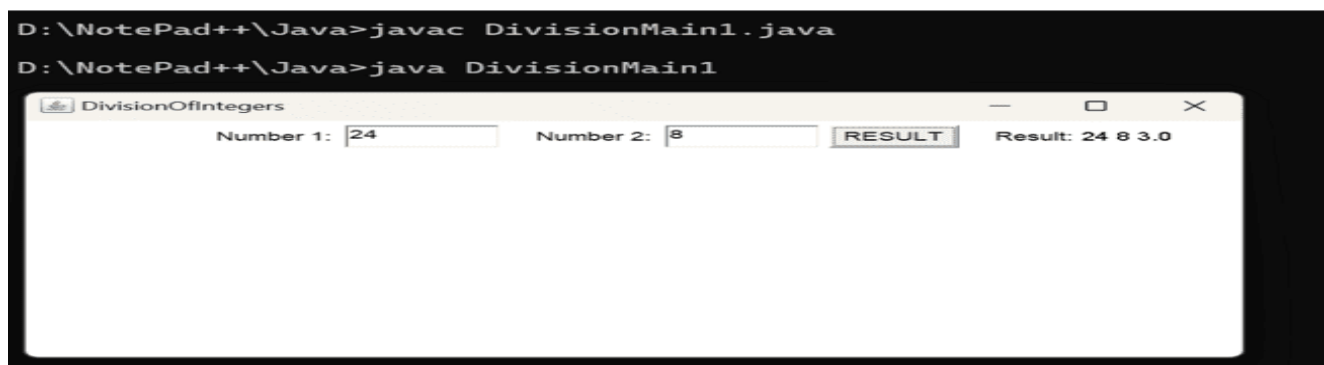 D:\NotePad++\Java>javac DivisionMain1.java
D:\NotePad++\Java>java DivisionMain1
DivisionOfIntegers
Number 1: 24 Number 2: 8 RESULT Result: 24 8 3.0